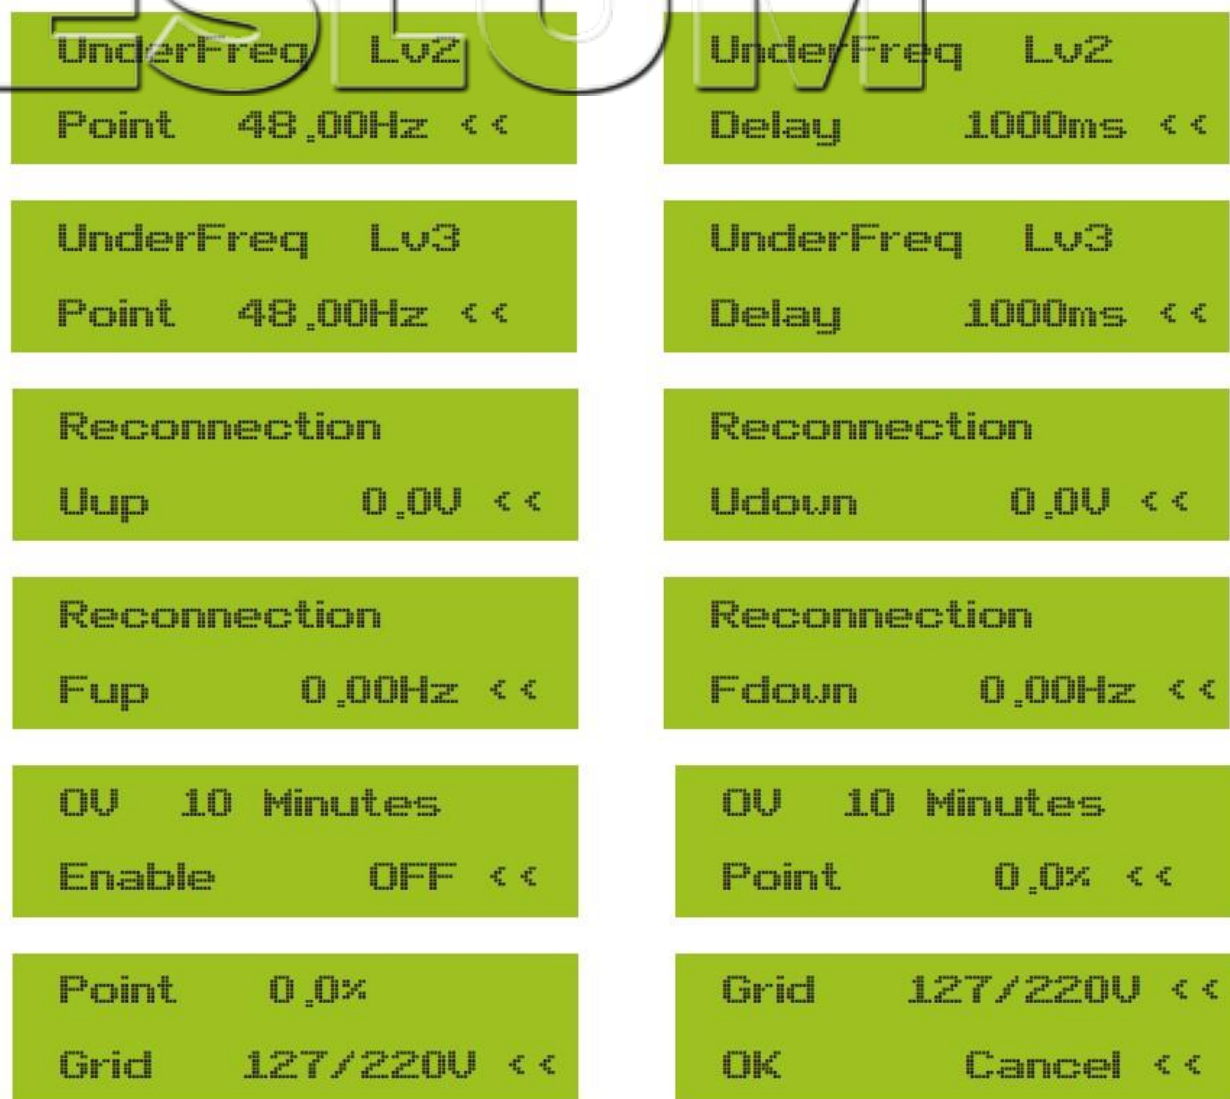 UnderFreq Lv2
Point 48.00Hz <<
UnderFreq Lv2
Delay 1000ms <<
UnderFreq Lv3
Point 48.00Hz <<
UnderFreq Lv3
Delay 1000ms <<
Reconnection
Uup 0.0V <<
Reconnection
Udown 0.0V <<
Reconnection
Fup 0.00Hz <<
Reconnection
Fdown 0.00Hz <<
OV 10 Minutes
Enable OFF <<
OV 10 Minutes
Point 0.0% <<
Point 0.0%
Grid 127/220V <<
Grid 127/220V <<
OK Cancel <<